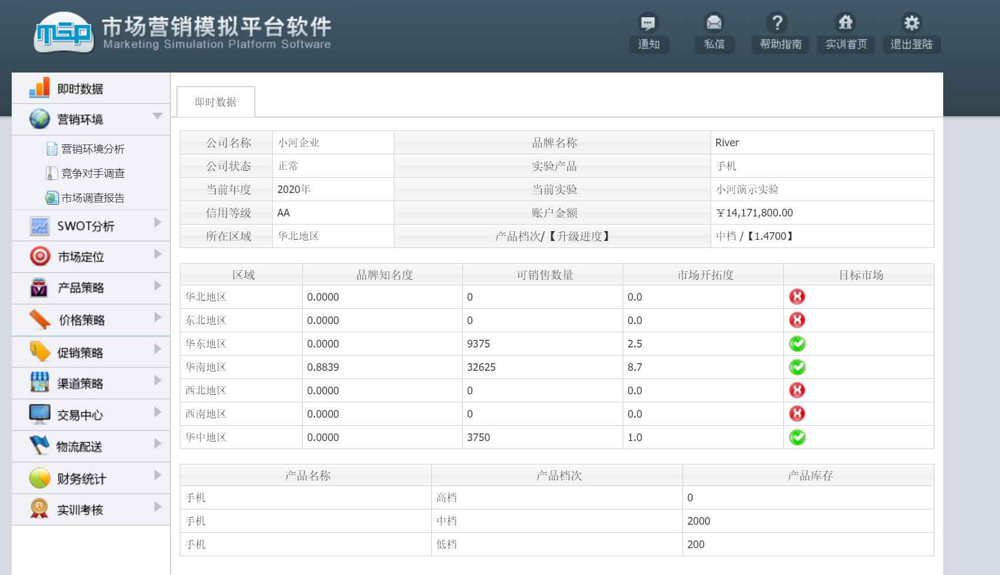 MSP 市场营销模拟平台软件
Marketing Simulation Platform Software
通知 私信 帮助指南 实训首页 退出登陆
即时数据
营销环境
营销环境分析
竞争对手调查
市场调查报告
SWOT分析
市场定位
产品策略
价格策略
促销策略
渠道策略
交易中心
物流配送
财务统计
实训考核
即时数据
公司名称 小河企业 品牌名称 River
公司状态 正常 实验产品 手机
当前年度 2020年 当前实验 小河演示实验
信用等级 AA 账户金额 ￥14,171,800.00
所在区域 华北地区 产品档次/【升级进度】 中档 /【1.4700】
区域 品牌知名度 可销售数量 市场开拓度 目标市场
华北地区 0.0000 0 0.0
东北地区 0.0000 0 0.0
华东地区 0.0000 9375 2.5
华南地区 0.8839 32625 8.7
西北地区 0.0000 0 0.0
西南地区 0.0000 0 0.0
华中地区 0.0000 3750 1.0
产品名称 产品档次 产品库存
手机 高档 0
手机 中档 2000
手机 低档 200